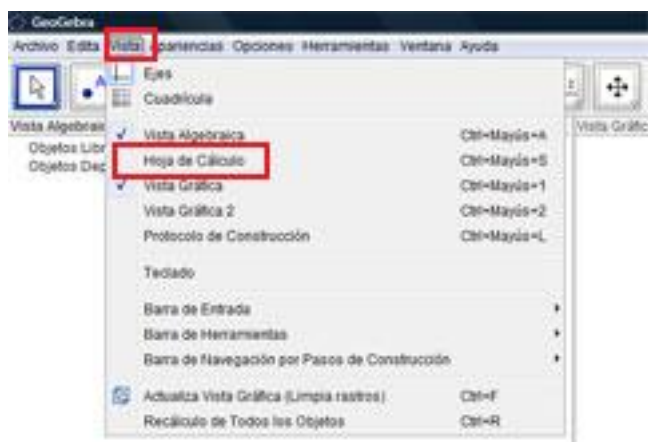 GeoGebra
Archivo Edita Vista Apariencias Opciones Herramientas Ventana Ayuda
Ejes
Cuadrícula
Vista Algebraica Ctrl+Mayús+A
Hoja de Cálculo Ctrl+Mayús+S
Vista Gráfica Ctrl+Mayús+1
Vista Gráfica 2 Ctrl+Mayús+2
Protocolo de Construcción Ctrl+Mayús+L
Teclado
Barra de Entrada
Barra de Herramientas
Barra de Navegación por Pasos de Construcción
Actualiza Vista Gráfica (Limpia rastros) Ctrl+F
Recálculo de Todos los Objetos Ctrl+R
Vista Algebrai
Objetos Libr
Objetos Dep
Vista Gráfic